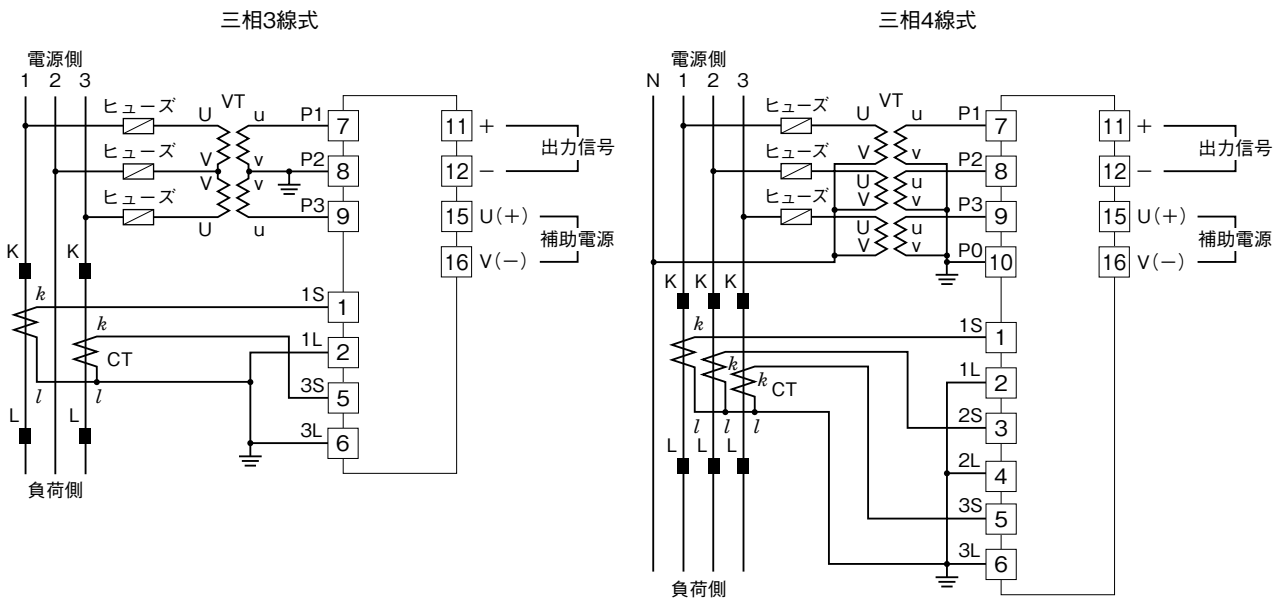 三相3線式
電源側
1 2 3
ヒューズ U VT u P1 7 11 +
出力信号
ヒューズ V v P2 8 12 −
V v
ヒューズ P3 9 15 U(+)
U u
補助電源
16 V(−)
K K
k 1S 1
k
CT 1L 2
l l 3S 5
L L 3L 6
負荷側
三相4線式
電源側
N 1 2 3
ヒューズ U VT u P1 7 11 +
出力信号
ヒューズ V v P2 8 12 −
U u
ヒューズ V v P3 9 15 U(+)
U u
補助電源
V v P0 10 16 V(−)
K K K
k 1S 1
k
k CT 1L 2
l l l 2S 3
L L L 2L 4
3S 5
3L 6
負荷側